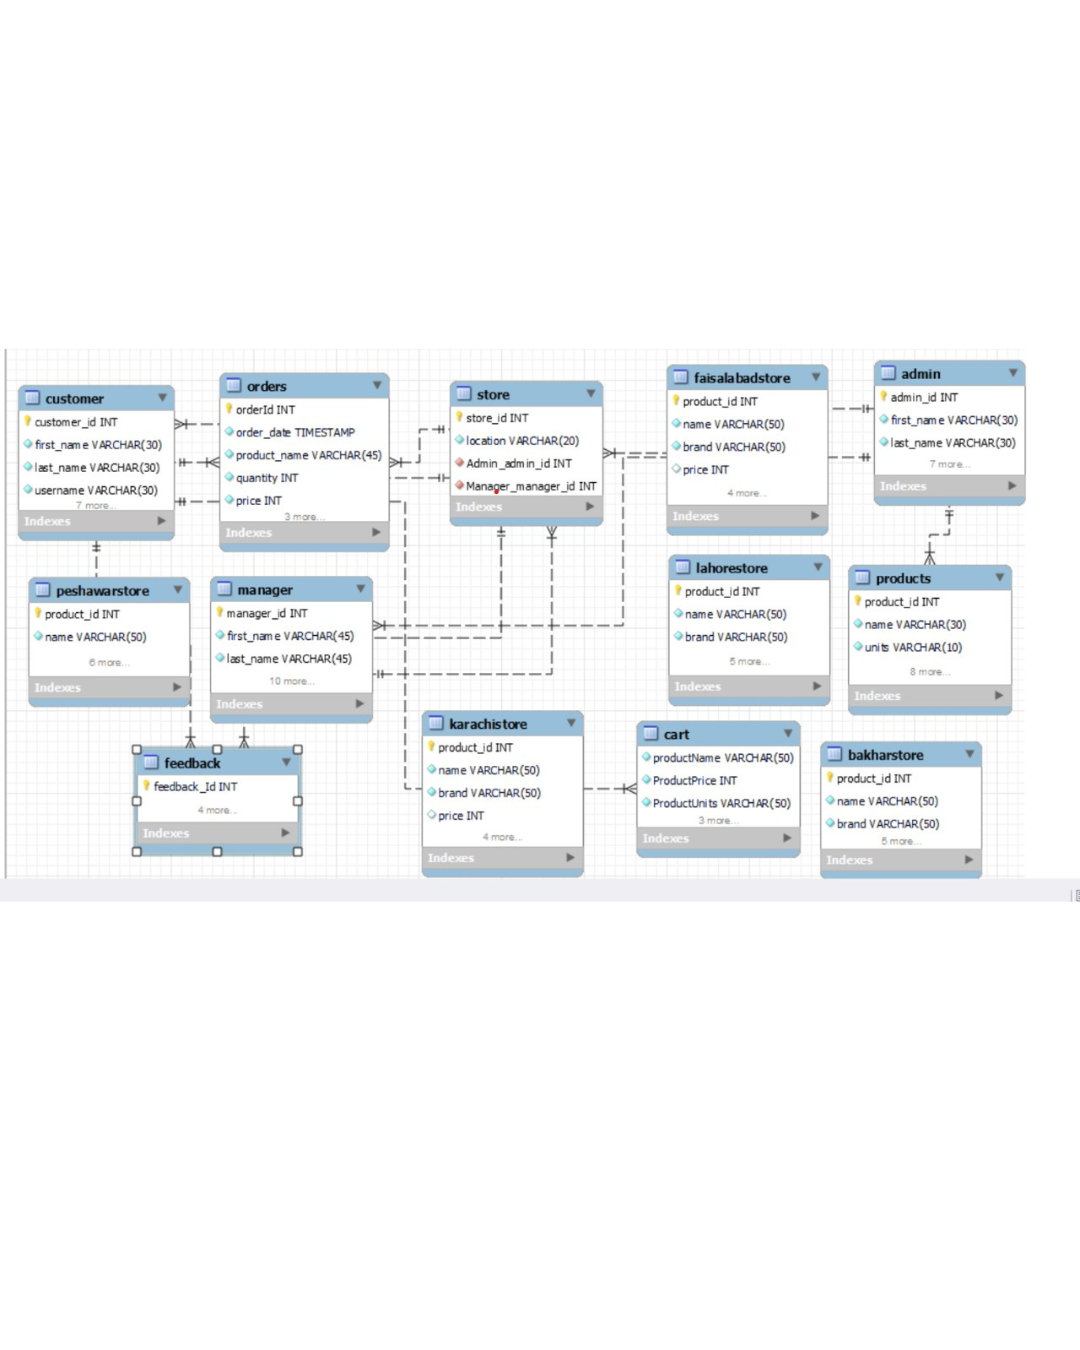 customer
customer_id INT
first_name VARCHAR(30)
last_name VARCHAR(30)
username VARCHAR(30)
7 more...
Indexes
orders
orderId INT
order_date TIMESTAMP
product_name VARCHAR(45)
quantity INT
price INT
3 more...
Indexes
store
store_id INT
location VARCHAR(20)
Admin_admin_id INT
Manager_manager_id INT
Indexes
faisalabadstore
product_id INT
name VARCHAR(50)
brand VARCHAR(50)
price INT
4 more...
Indexes
admin
admin_id INT
first_name VARCHAR(30)
last_name VARCHAR(30)
7 more...
Indexes
peshawarstore
product_id INT
name VARCHAR(50)
6 more...
Indexes
manager
manager_id INT
first_name VARCHAR(45)
last_name VARCHAR(45)
10 more...
Indexes
lahorestore
product_id INT
name VARCHAR(50)
brand VARCHAR(50)
5 more...
Indexes
products
product_id INT
name VARCHAR(30)
units VARCHAR(10)
8 more...
Indexes
feedback
feedback_Id INT
4 more...
Indexes
karachistore
product_id INT
name VARCHAR(50)
brand VARCHAR(50)
price INT
4 more...
Indexes
cart
productName VARCHAR(50)
ProductPrice INT
ProductUnits VARCHAR(50)
3 more...
Indexes
bakharstore
product_id INT
name VARCHAR(50)
brand VARCHAR(50)
5 more...
Indexes